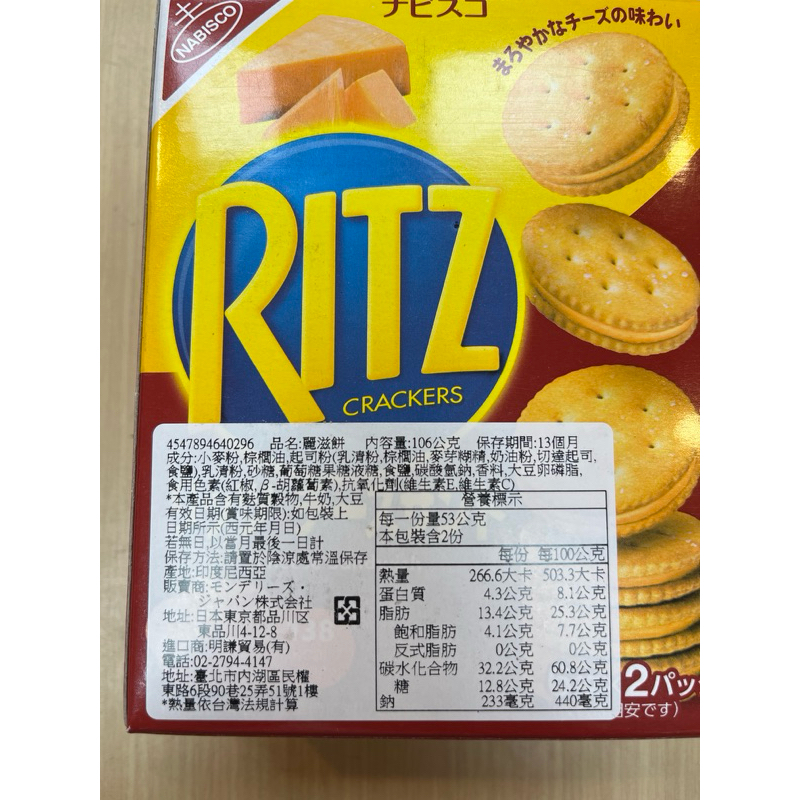 NABISCO
ナビスコ
まろやかなチーズの味わい
RITZ
CRACKERS
4547894640296 品名:麗滋餅 內容量:106公克 保存期間:13個月
成分:小麥粉,棕櫚油,起司粉(乳清粉,棕櫚油,麥芽糊精,奶油粉,切達起司,
食鹽),乳清粉,砂糖,葡萄糖果糖液糖,食鹽,碳酸氫鈉,香料,大豆卵磷脂,
食用色素(紅椒,β-胡蘿蔔素),抗氧化劑(維生素E,維生素C)
*本產品含有麩質穀物,牛奶,大豆
有效日期(賞味期限):如包裝上
日期所示(西元年月日)
若無日,以當月最後一日計
保存方法:請置於陰涼處常溫保存
產地:印度尼西亞
販賣商:モンデリーズ・
ジャパン株式会社
地址:日本東京都品川区
東品川4-12-8
進口商:明謙貿易(有)
電話:02-2794-4147
地址:臺北市內湖區民權
東路6段90巷25弄51號1樓
*熱量依台灣法規計算
營養標示
每一份量53公克
本包裝含2份
每份 每100公克
熱量 266.6大卡 503.3大卡
蛋白質 4.3公克 8.1公克
脂肪 13.4公克 25.3公克
飽和脂肪 4.1公克 7.7公克
反式脂肪 0公克 0公克
碳水化合物 32.2公克 60.8公克
糖 12.8公克 24.2公克
鈉 233毫克 440毫克
2パッ
安です)